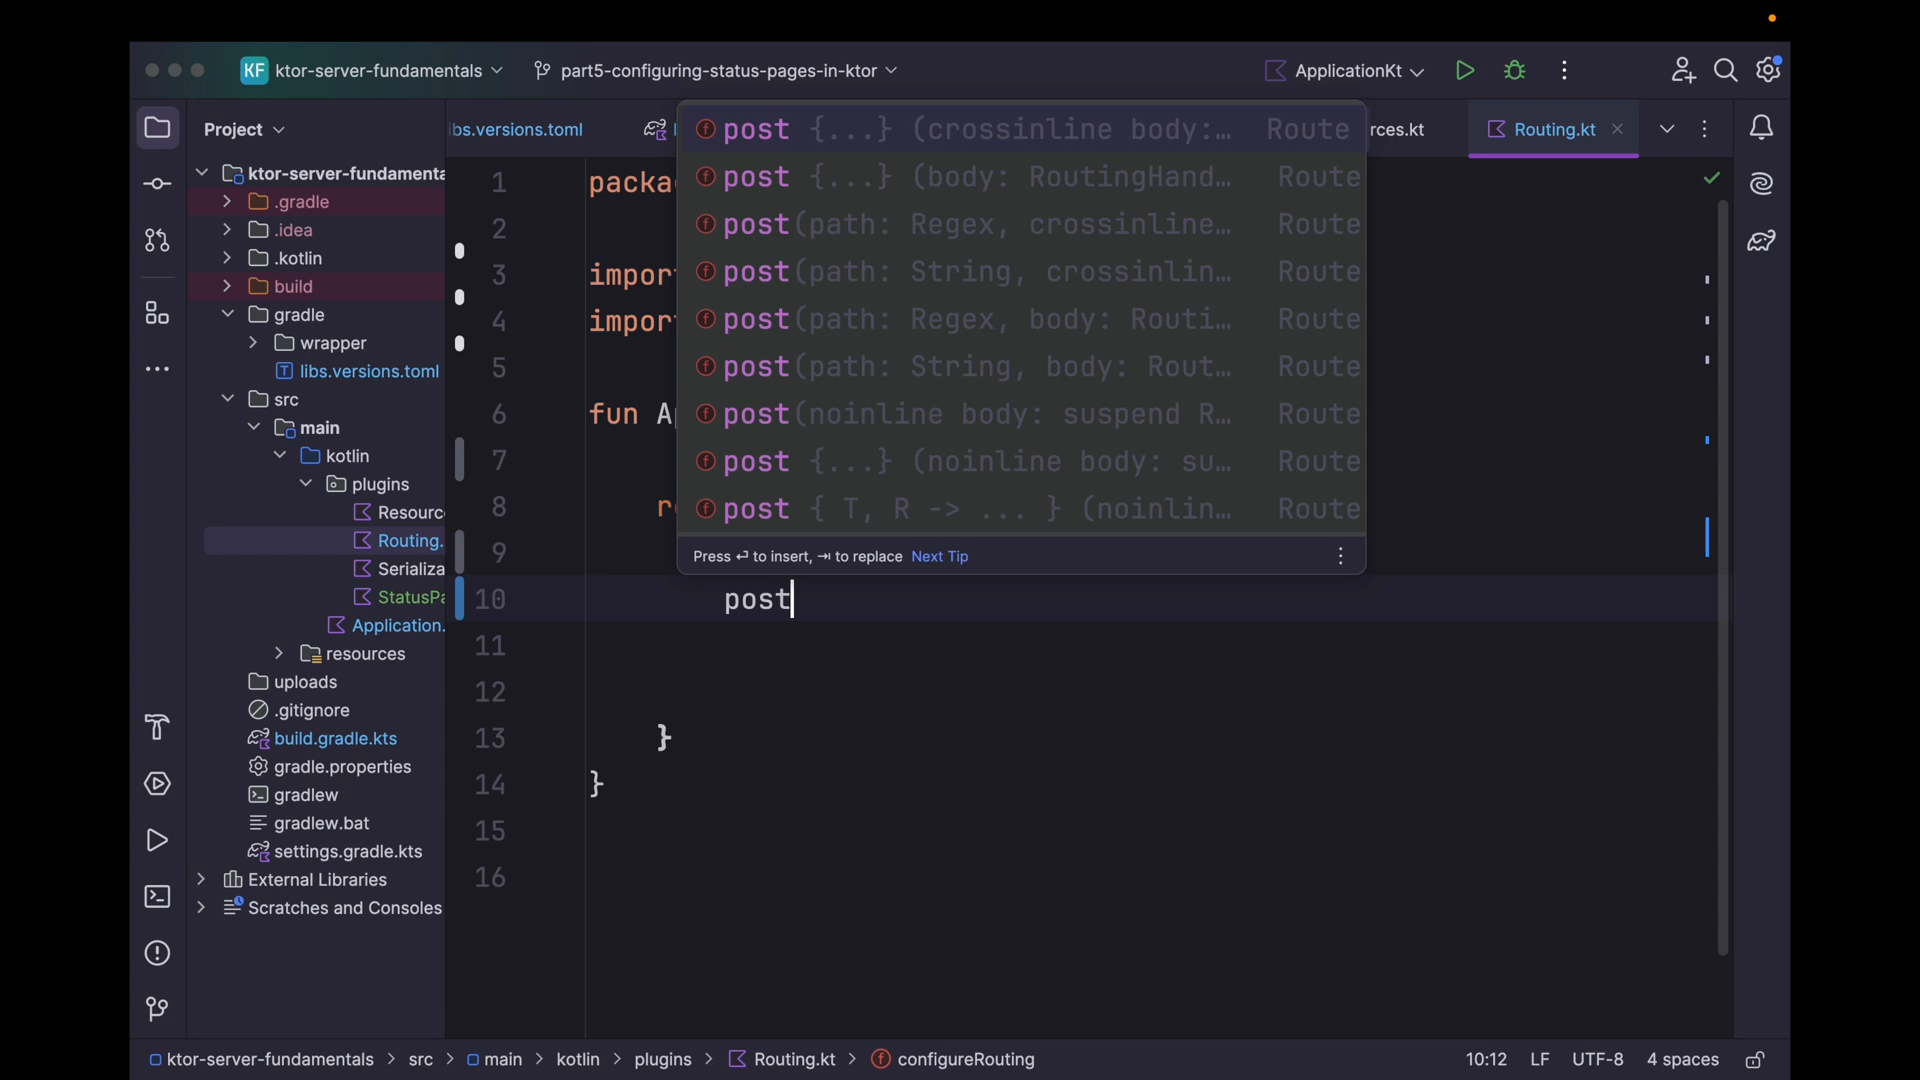 KF ktor-server-fundamentals part5-configuring-status-pages-in-ktor ApplicationKt
Project
ktor-server-fundamenta
.gradle
.idea
.kotlin
build
gradle
wrapper
libs.versions.toml
src
main
kotlin
plugins
Resourc
Routing.
Serializa
StatusPa
Application.
resources
uploads
.gitignore
build.gradle.kts
gradle.properties
gradlew
gradlew.bat
settings.gradle.kts
External Libraries
Scratches and Consoles
ibs.versions.toml rces.kt Routing.kt
1 packa
2
3 impor
4 impor
5
6 fun Ap
7
8 r
9
10 post
11
12
13 }
14 }
15
16
post {...} (crossinline body:... Route
post {...} (body: RoutingHand... Route
post(path: Regex, crossinline... Route
post(path: String, crossinlin... Route
post(path: Regex, body: Routi... Route
post(path: String, body: Rout... Route
post(noinline body: suspend R... Route
post {...} (noinline body: su... Route
post { T, R -> ... } (noinlin... Route
Press ⏎ to insert, ⇥ to replace Next Tip
ktor-server-fundamentals > src > main > kotlin > plugins > Routing.kt > configureRouting 10:12 LF UTF-8 4 spaces